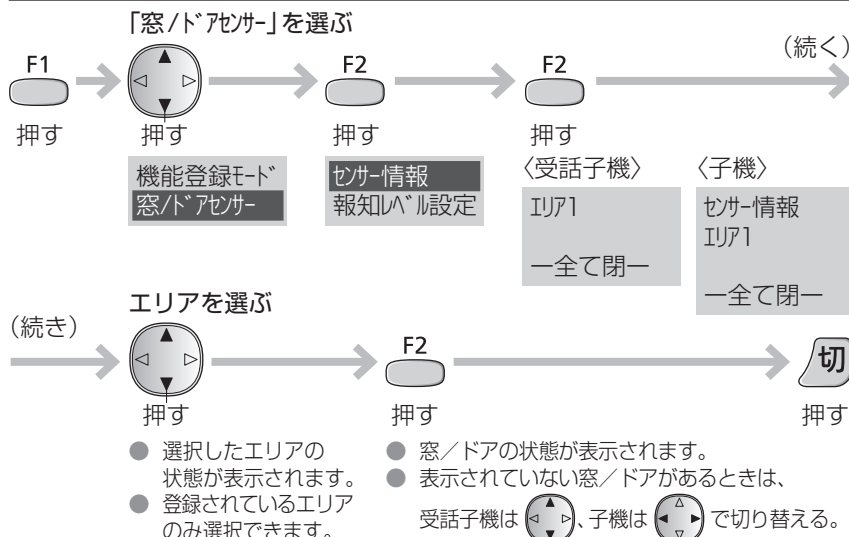 「窓/ドアセンサー」を選ぶ
(続く)
F1
F2
F2
押す
押す
押す
押す
機能登録モード
窓/ドアセンサー
センサー情報
報知レベル設定
〈受話子機〉
エリア1
ー全て閉ー
〈子機〉
センサー情報
エリア1
ー全て閉ー
(続き)
エリアを選ぶ
F2
切
押す
押す
押す
● 選択したエリアの
状態が表示されます。
● 登録されているエリア
のみ選択できます。
● 窓/ドアの状態が表示されます。
● 表示されていない窓/ドアがあるときは、
受話子機は、子機はで切り替える。